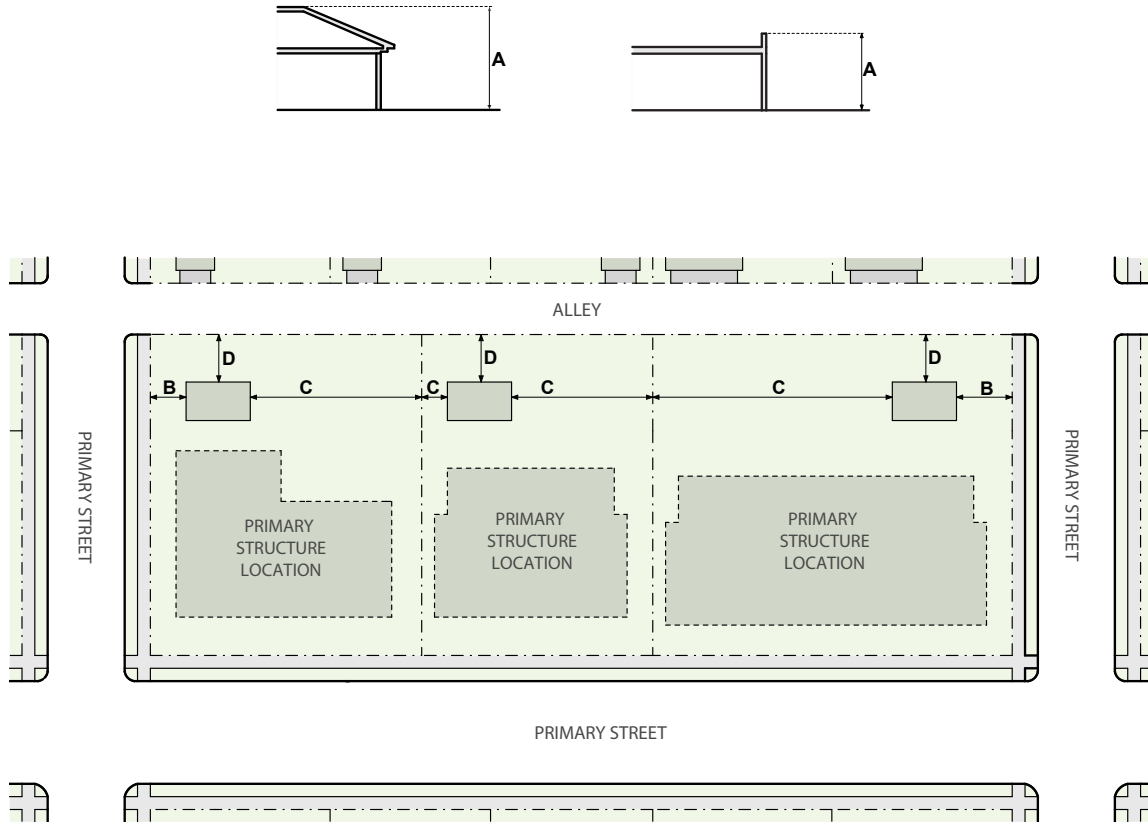 A
A
ALLEY
D
D
D
B
C
C
C
C
B
PRIMARY STREET
PRIMARY STREET
PRIMARY
STRUCTURE
LOCATION
PRIMARY
STRUCTURE
LOCATION
PRIMARY
STRUCTURE
LOCATION
PRIMARY STREET